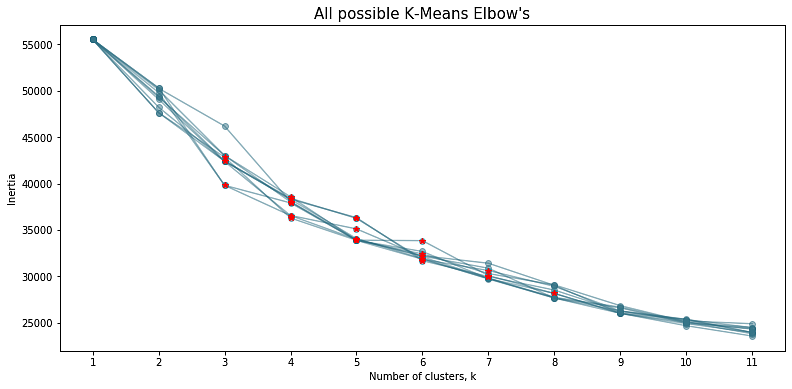 All possible K-Means Elbow's
55000
50000
45000
40000
35000
30000
25000
Inertia
1 2 3 4 5 6 7 8 9 10 11
Number of clusters, k